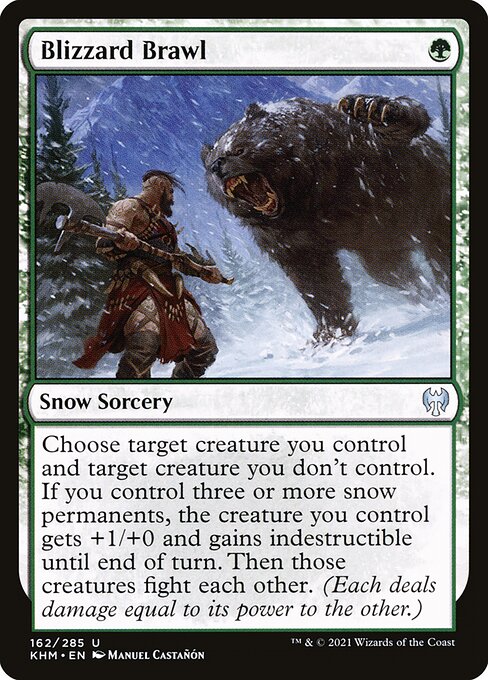 Blizzard Brawl
Snow Sorcery
Choose target creature you control
and target creature you don't control.
If you control three or more snow
permanents, the creature you control
gets +1/+0 and gains indestructible
until end of turn. Then those
creatures fight each other. (Each deals
damage equal to its power to the other.)
162/285 U
KHM • EN Manuel Castañón
™ & © 2021 Wizards of the Coast